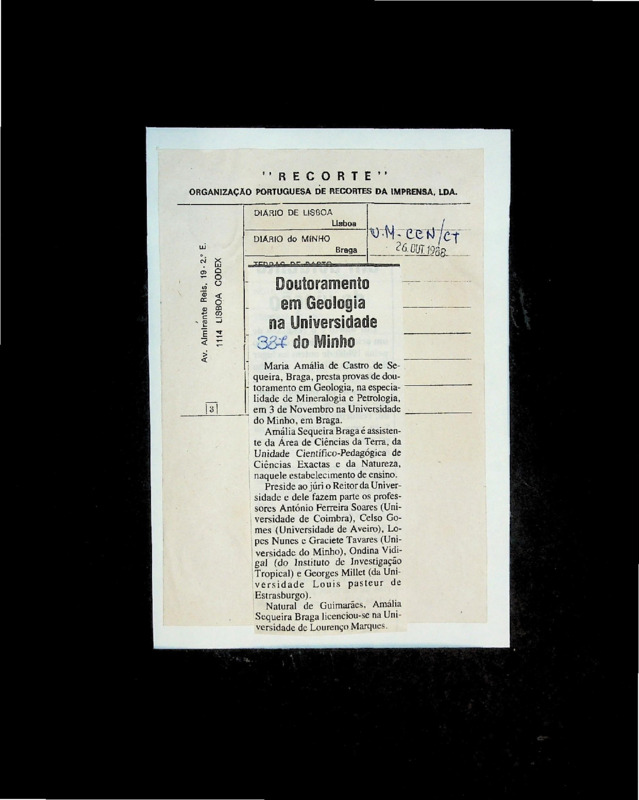 "RECORTE"
ORGANIZAÇÃO PORTUGUESA DE RECORTES DA IMPRENSA, LDA.
Av. Almirante Reis, 19-2.º E.
1114 LISBOA CODEX
3
DIÁRIO DE LISBOA
Lisboa
DIÁRIO do MINHO
Braga
U.M-CEN/CT
26. OUT 1988
Doutoramento
em Geologia
na Universidade
387 do Minho
Maria Amália de Castro de Se-
queira, Braga, presta provas de dou-
toramento em Geologia, na especia-
lidade de Mineralogia e Petrologia,
em 3 de Novembro na Universidade
do Minho, em Braga.
Amália Sequeira Braga é assisten-
te da Área de Ciências da Terra, da
Unidade Científico-Pedagógica de
Ciências Exactas e da Natureza,
naquele estabelecimento de ensino.
Preside ao júri o Reitor da Univer-
sidade e dele fazem parte os profes-
sores António Ferreira Soares (Uni-
versidade de Coimbra), Celso Go-
mes (Universidade de Aveiro), Lo-
pes Nunes e Graciete Tavares (Uni-
versidade do Minho), Ondina Vidi-
gal (do Instituto de Investigação
Tropical) e Georges Millet (da Uni-
versidade Louis pasteur de
Estrasburgo).
Natural de Guimarães, Amália
Sequeira Braga licenciou-se na Uni-
versidade de Lourenço Marques.